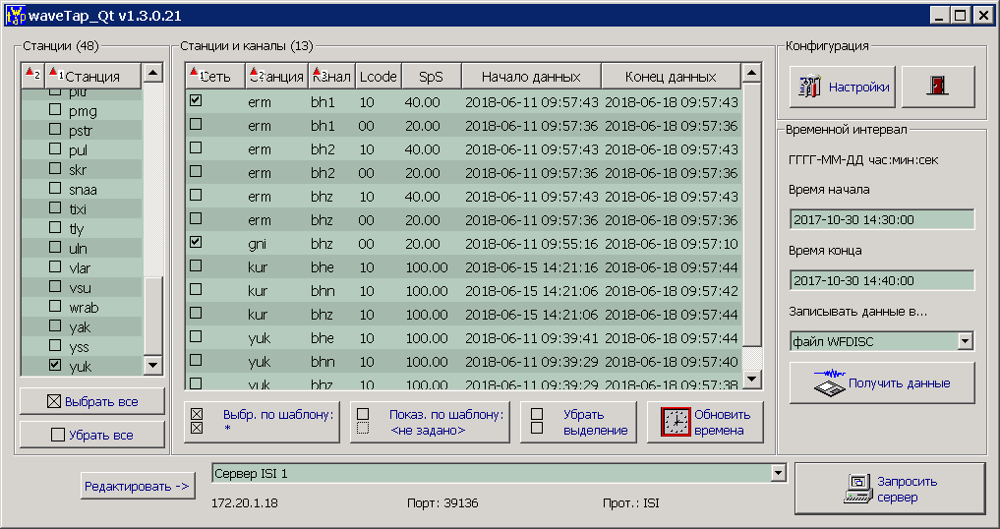 waveTap_Qt v1.3.0.21
Станции (48)
2 1 Станция
pmg
pstr
pul
skr
snaa
tixi
tly
uln
vlar
vsu
wrab
yak
yss
yuk
Выбрать все
Убрать все
Станции и каналы (13)
1 Сеть 2 Станция 3 Канал Lcode SpS Начало данных Конец данных
erm bh1 10 40.00 2018-06-11 09:57:43 2018-06-18 09:57:43
erm bh1 00 20.00 2018-06-11 09:57:36 2018-06-18 09:57:36
erm bh2 10 40.00 2018-06-11 09:57:43 2018-06-18 09:57:43
erm bh2 00 20.00 2018-06-11 09:57:36 2018-06-18 09:57:36
erm bhz 10 40.00 2018-06-11 09:57:43 2018-06-18 09:57:43
erm bhz 00 20.00 2018-06-11 09:57:36 2018-06-18 09:57:36
gni bhz 00 20.00 2018-06-11 09:55:16 2018-06-18 09:57:10
kur bhe 10 100.00 2018-06-15 14:21:16 2018-06-18 09:57:44
kur bhn 10 100.00 2018-06-15 14:21:06 2018-06-18 09:57:42
kur bhz 10 100.00 2018-06-15 14:21:06 2018-06-18 09:57:44
yuk bhe 10 100.00 2018-06-11 09:39:41 2018-06-18 09:57:44
yuk bhn 10 100.00 2018-06-11 09:39:29 2018-06-18 09:57:40
yuk bhz 10 100.00 2018-06-11 09:39:29 2018-06-18 09:57:38
Выбр. по шаблону:
*
Показ. по шаблону:
<не задано>
Убрать
выделение
Обновить
времена
Конфигурация
Настройки
Временной интервал
ГГГГ-ММ-ДД час:мин:сек
Время начала
2017-10-30 14:30:00
Время конца
2017-10-30 14:40:00
Записывать данные в...
файл WFDISC
Получить данные
Редактировать ->
Сервер ISI 1
172.20.1.18 Порт: 39136 Прот.: ISI
Запросить
сервер